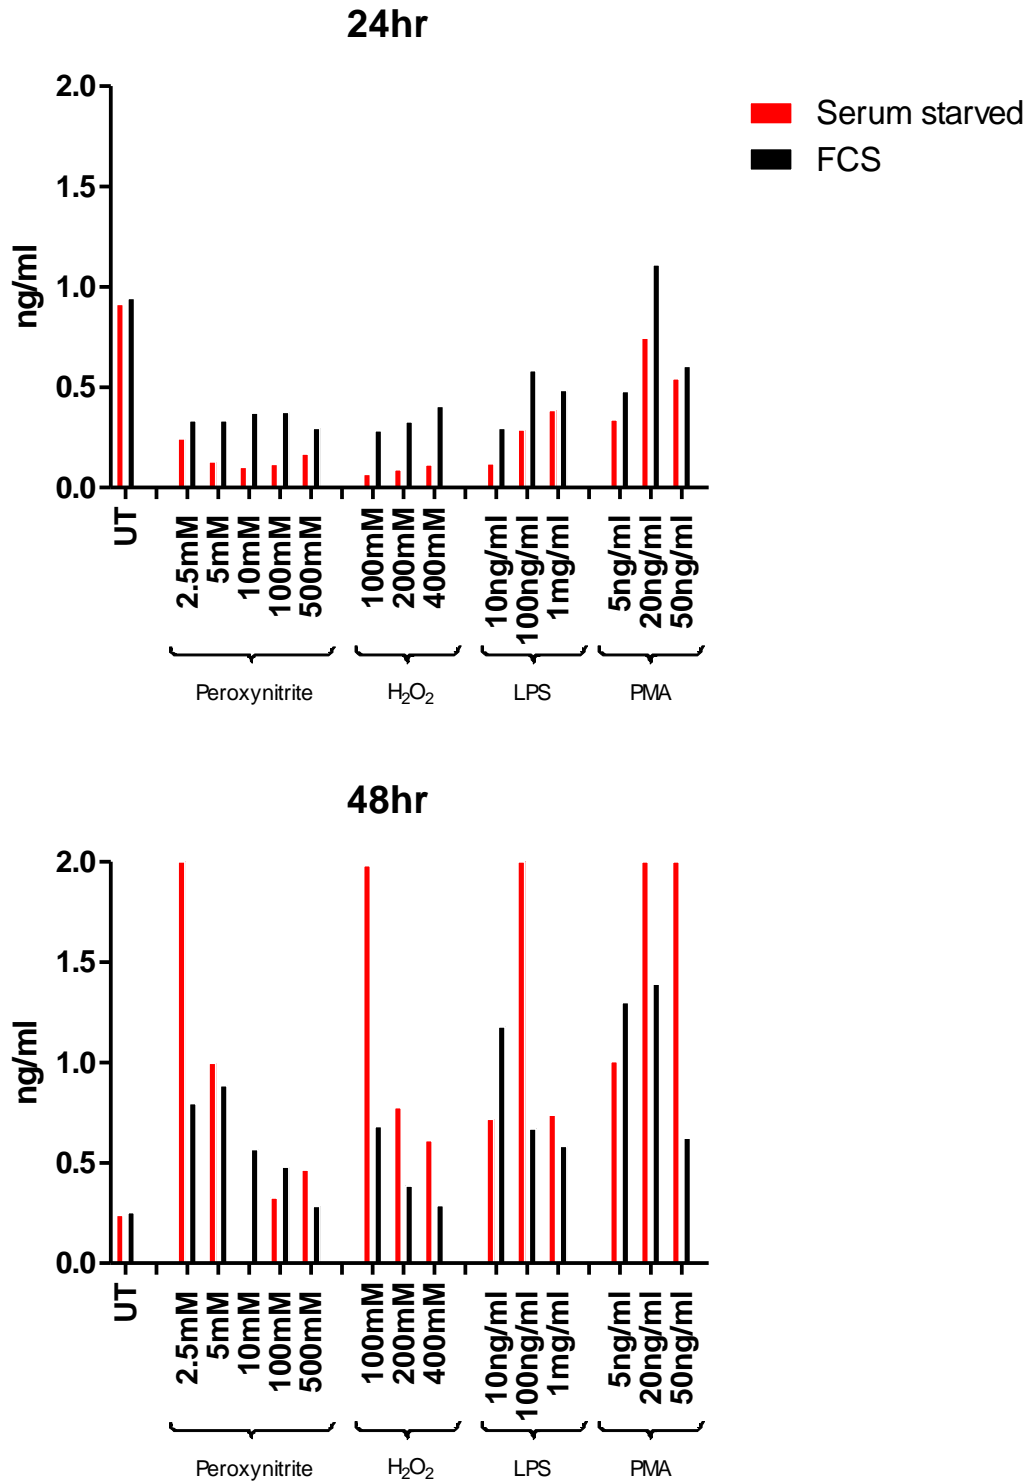 24hr
Serum starved
FCS
ng/ml
2.0
1.5
1.0
0.5
0.0
UT
2.5mM
5mM
10mM
100mM
500mM
100mM
200mM
400mM
10ng/ml
100ng/ml
1mg/ml
5ng/ml
20ng/ml
50ng/ml
Peroxynitrite
H₂O₂
LPS
PMA
48hr
ng/ml
2.0
1.5
1.0
0.5
0.0
UT
2.5mM
5mM
10mM
100mM
500mM
100mM
200mM
400mM
10ng/ml
100ng/ml
1mg/ml
5ng/ml
20ng/ml
50ng/ml
Peroxynitrite
H₂O₂
LPS
PMA